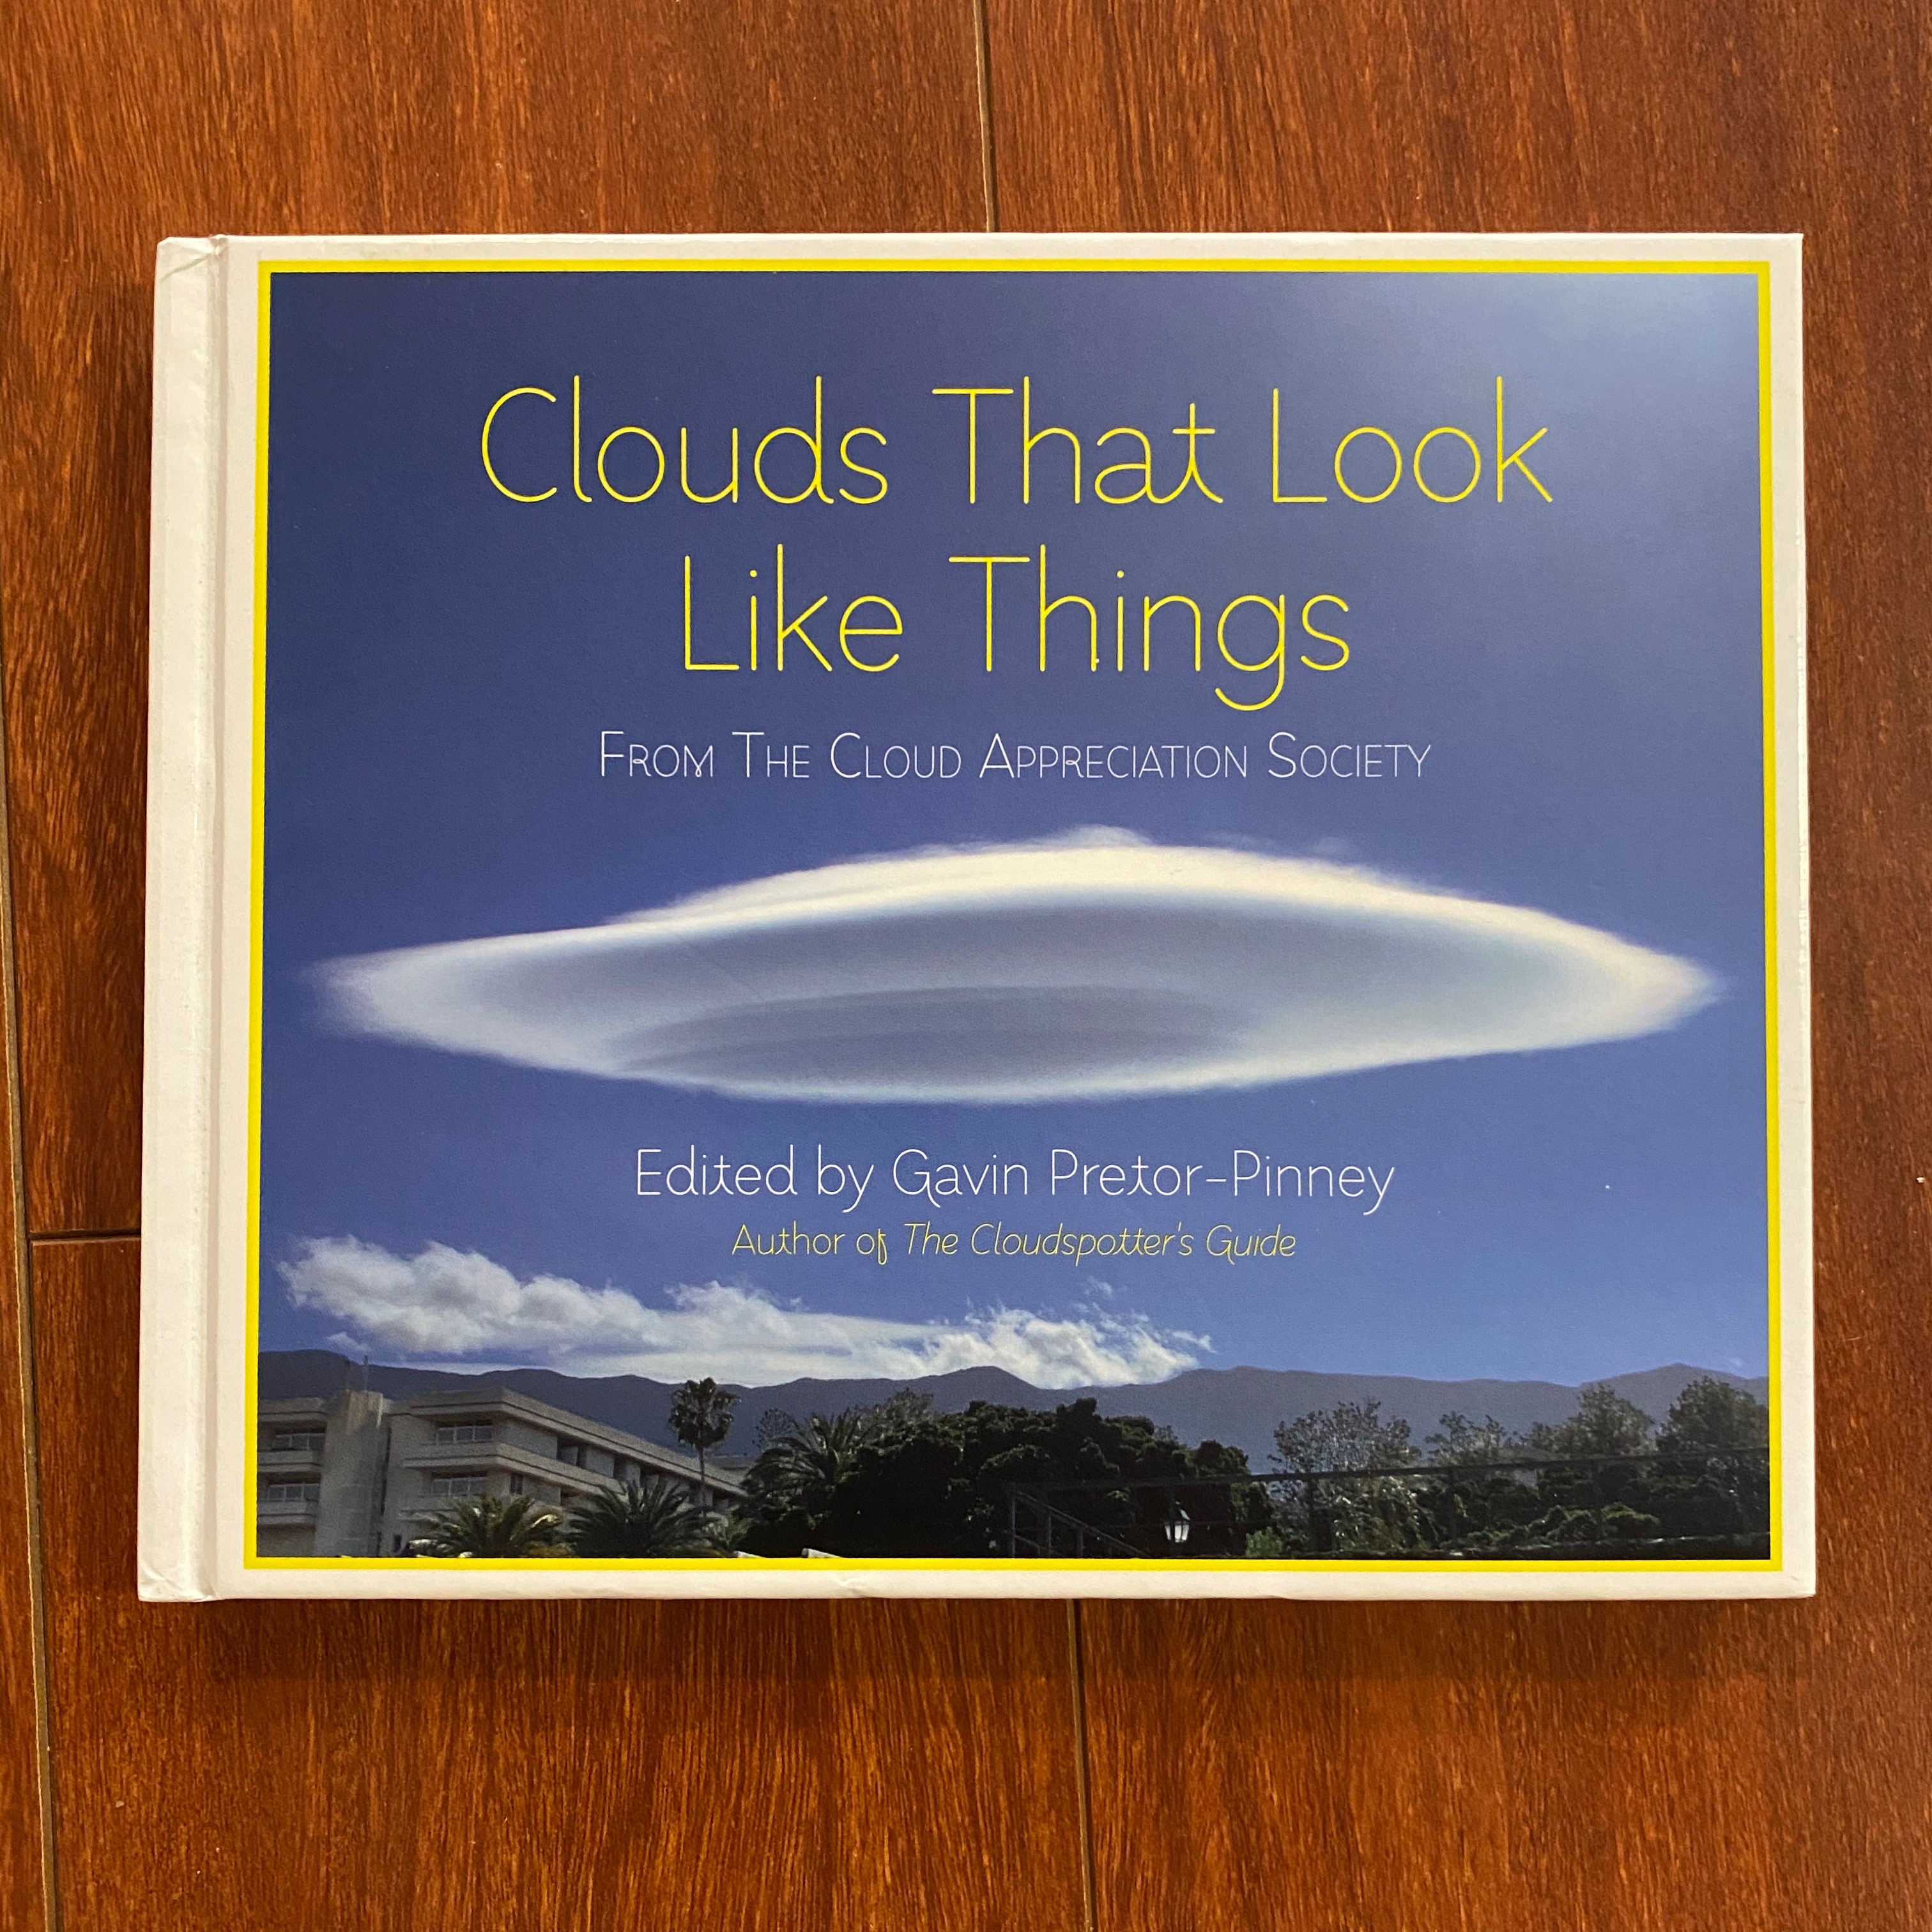 Clouds That Look
Like Things
From The Cloud Appreciation Society
Edited by Gavin Pretor-Pinney
Author of The Cloudspotter's Guide